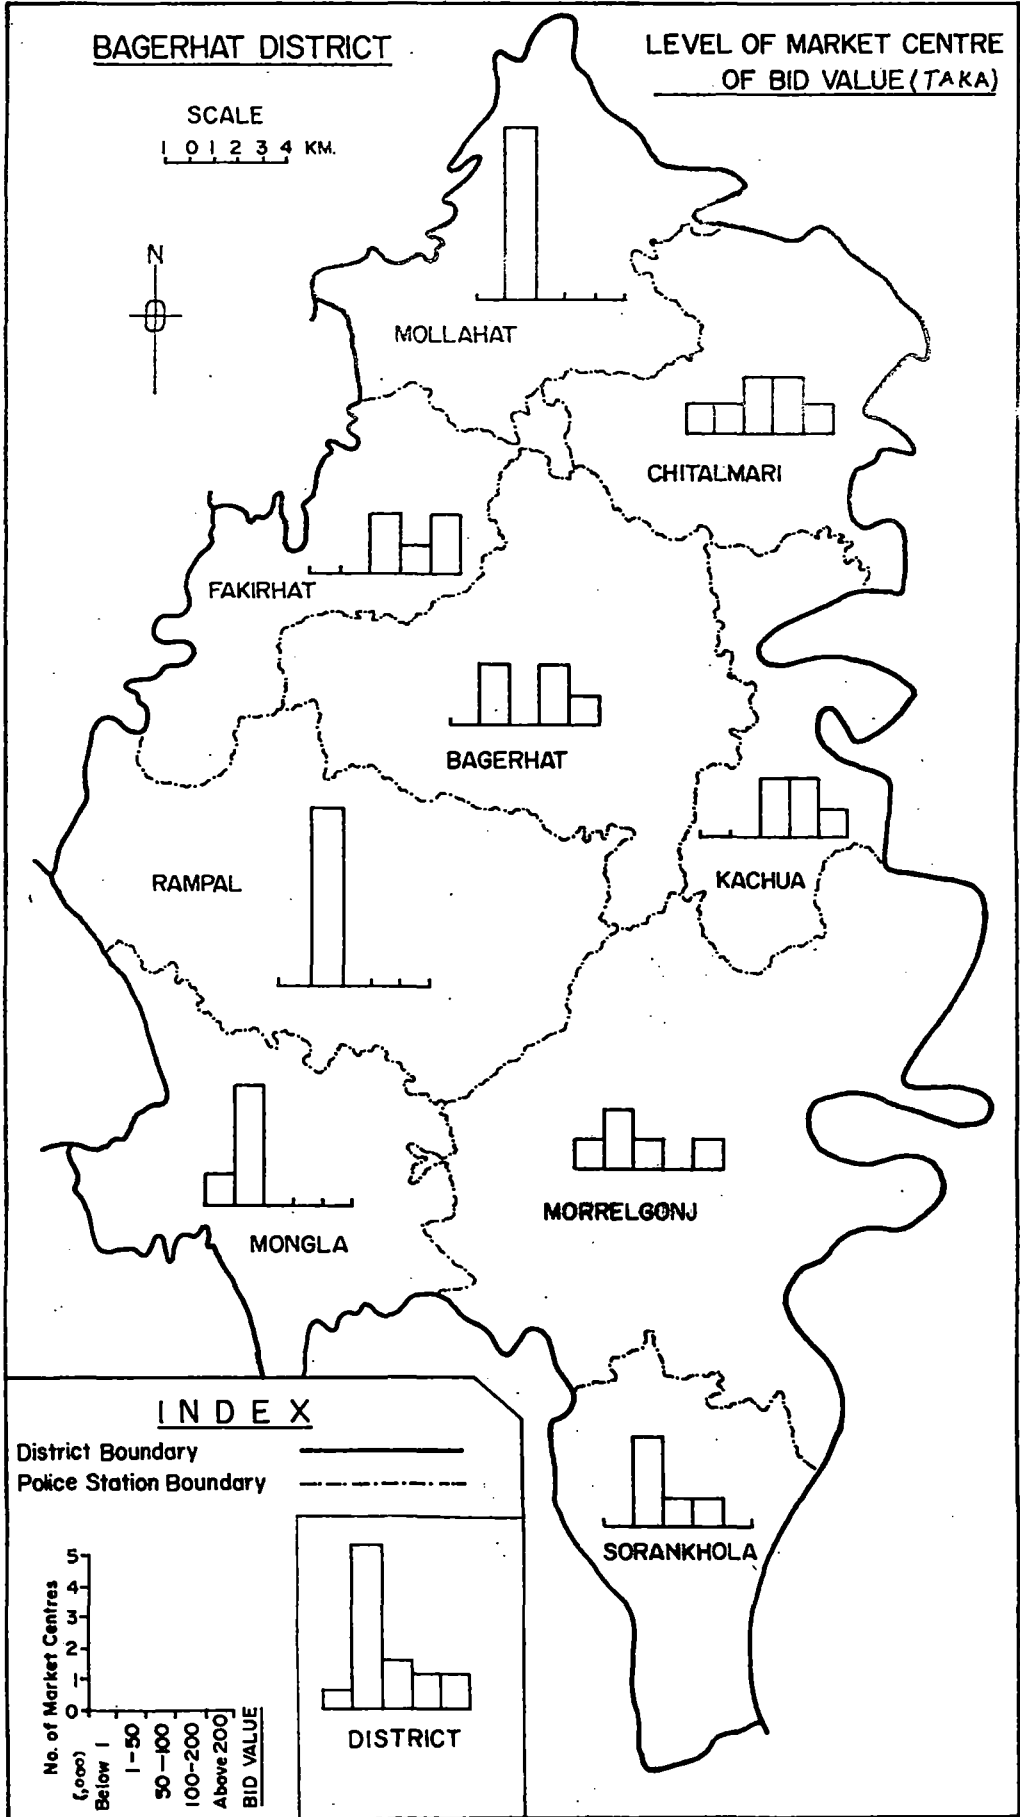 BAGERHAT DISTRICT
LEVEL OF MARKET CENTRE
OF BID VALUE (TAKA)
SCALE
1 0 1 2 3 4 KM.
N
MOLLAHAT
CHITALMARI
FAKIRHAT
BAGERHAT
KACHUA
RAMPAL
MORRELGONJ
MONGLA
SORANKHOLA
INDEX
District Boundary
Police Station Boundary
No. of Market Centres
5
4
3
2
1
0
(,000)
Below 1
1-50
50-100
100-200
Above 200
BID VALUE
DISTRICT